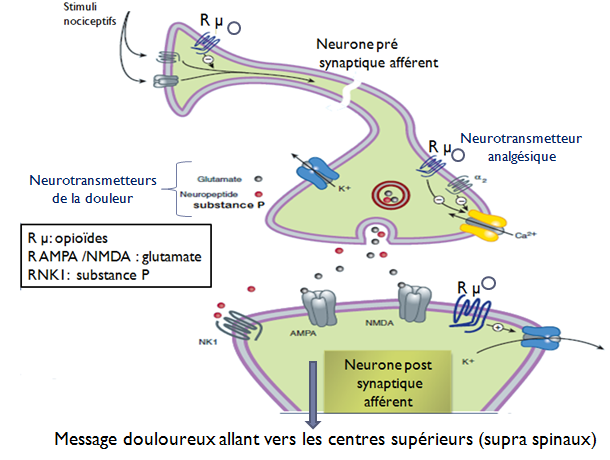 Stimuli
nociceptifs
R µ
Neurone pré
synaptique afférent
R µ
Neurotransmetteur
analgésique
α2
Neurotransmetteurs
de la douleur
Glutamate
Neuropeptide
substance P
K+
Ca2+
R µ: opioïdes
R AMPA /NMDA : glutamate
RNK1: substance P
R µ
NK1
AMPA
NMDA
K+
Neurone post
synaptique
afférent
Message douloureux allant vers les centres supérieurs (supra spinaux)